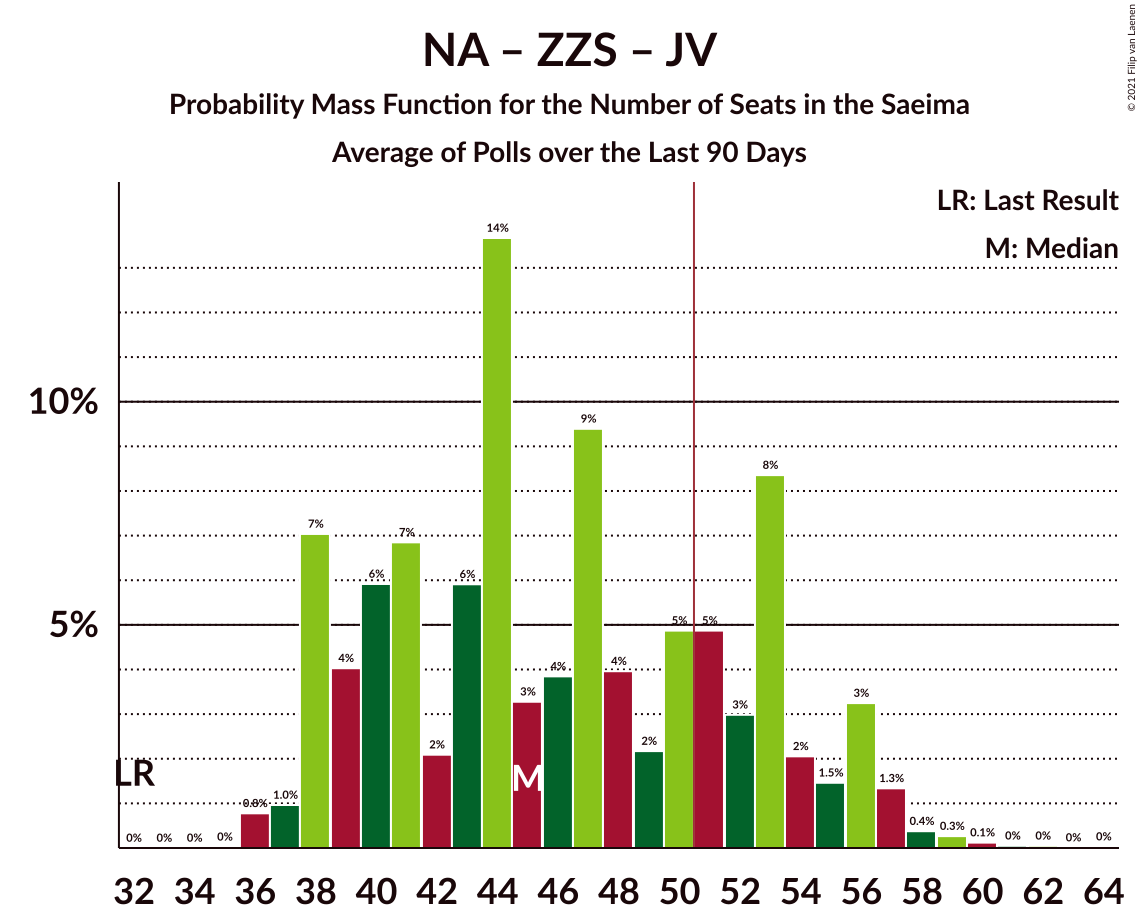 NA – ZZS – JV
Probability Mass Function for the Number of Seats in the Saeima
Average of Polls over the Last 90 Days
© 2021 Filip van Laenen
LR: Last Result
M: Median
10%
5%
LR
M
0% 0% 0% 0% 0.8% 1.0% 7% 4% 6% 7% 2% 6% 14% 3% 4% 9% 4% 2% 5% 5% 3% 8% 2% 1.5% 3% 1.3% 0.4% 0.3% 0.1% 0% 0% 0% 0%
32 34 36 38 40 42 44 46 48 50 52 54 56 58 60 62 64